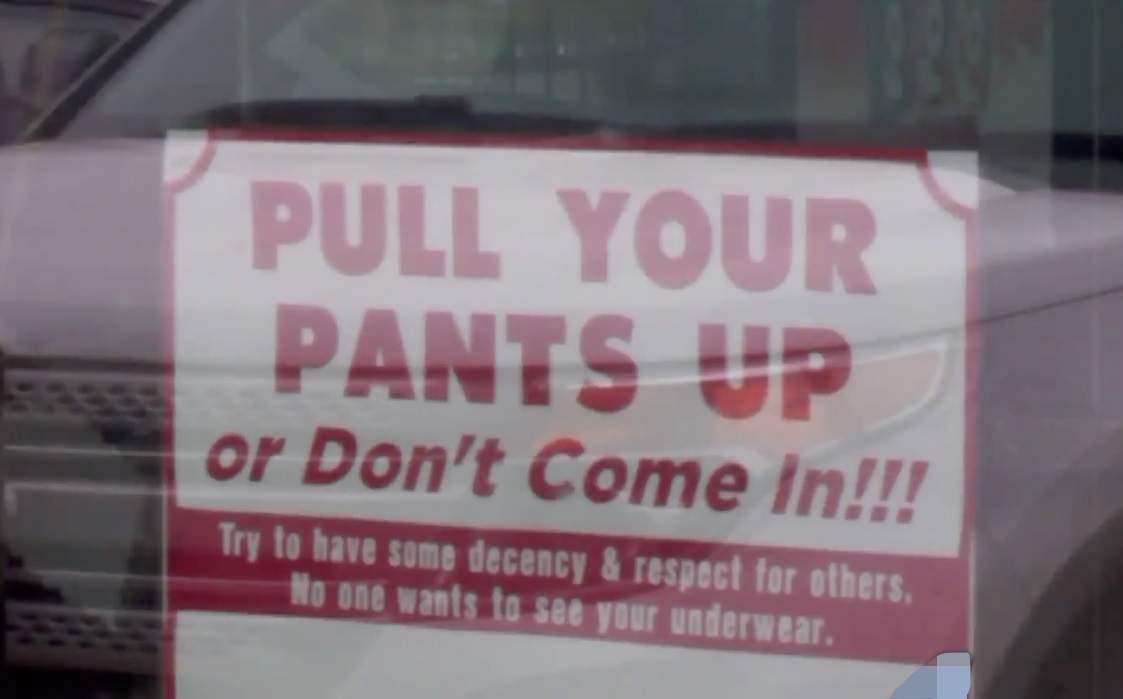 PULL YOUR
PANTS UP
or Don't Come In!!!
Try to have some decency & respect for others.
No one wants to see your underwear.